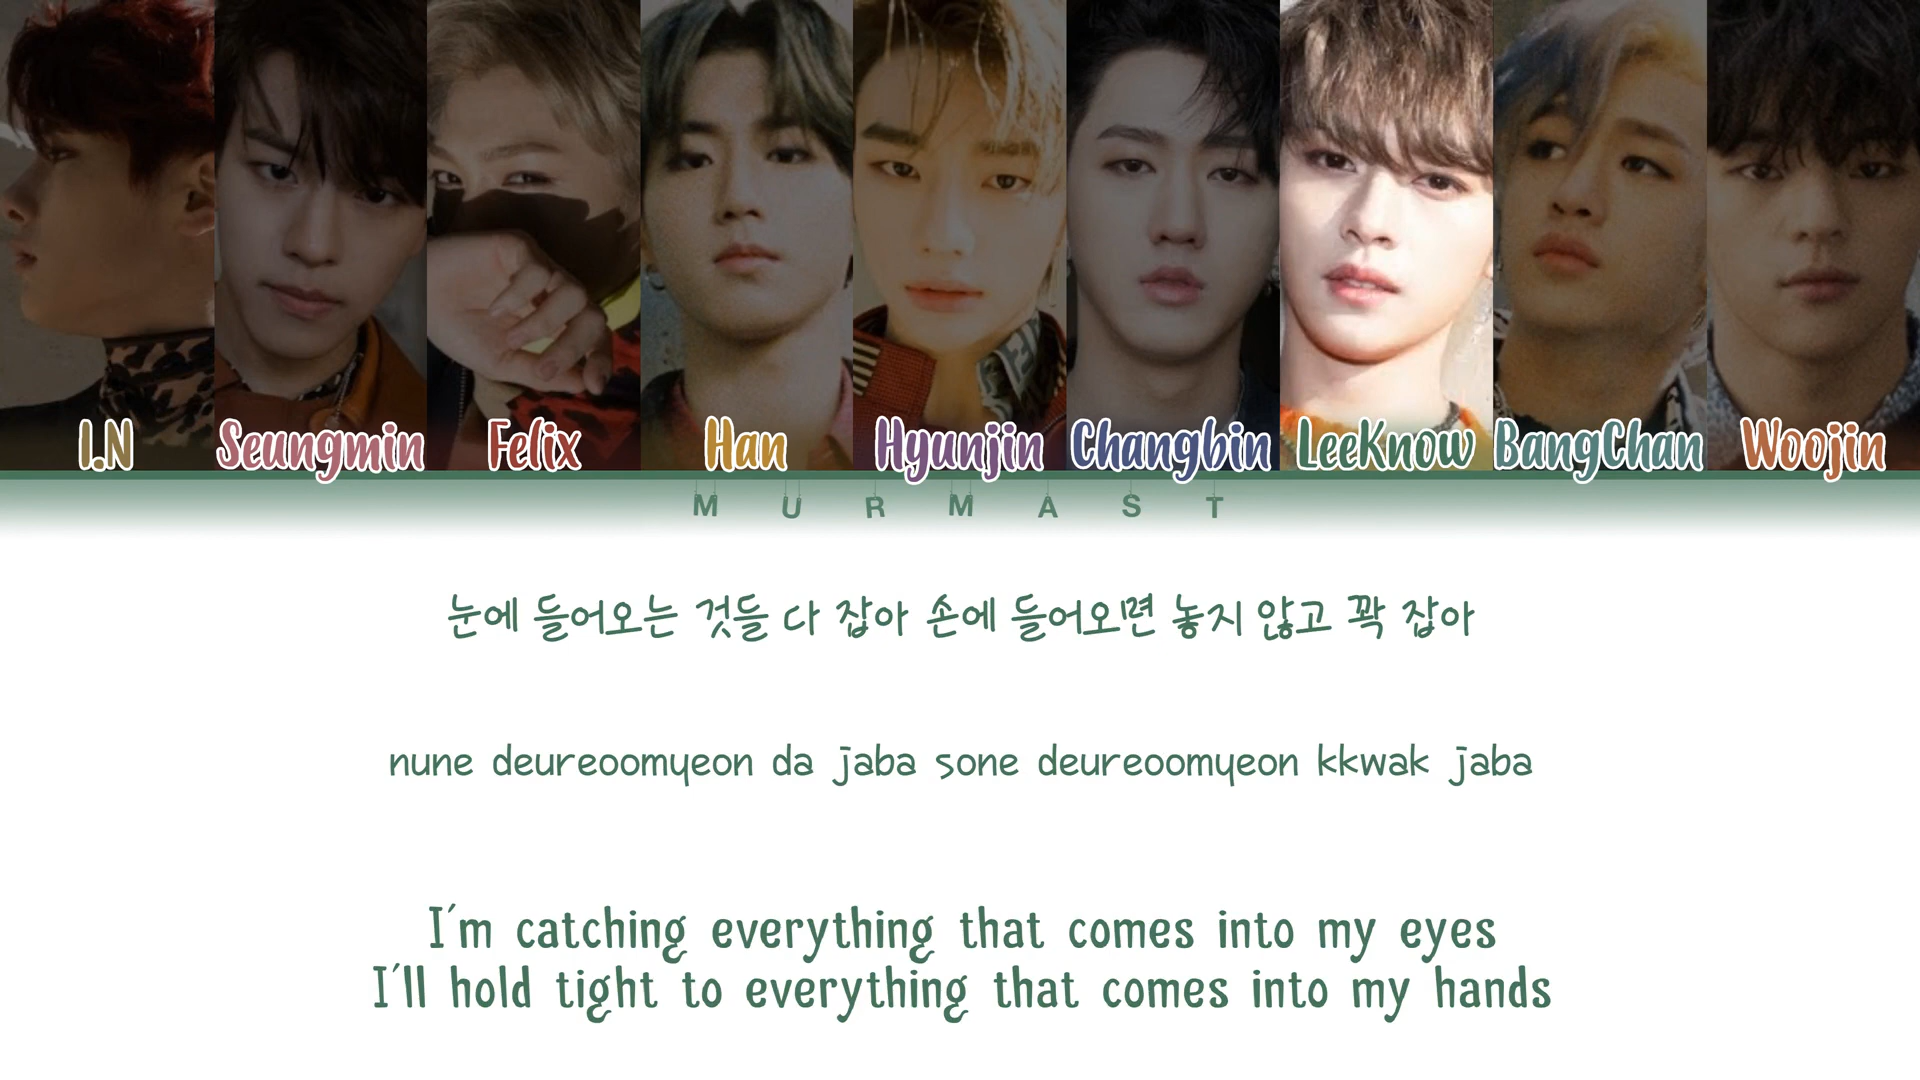 I.N Seungmin Felix Han Hyunjin Changbin LeeKnow BangChan Woojin
M U R M A S T
눈에 들어오는 것들 다 잡아 손에 들어오면 놓지 않고 꽉 잡아
nune deureoomyeon da jaba sone deureoomyeon kkwak jaba
I'm catching everything that comes into my eyes
I'll hold tight to everything that comes into my hands